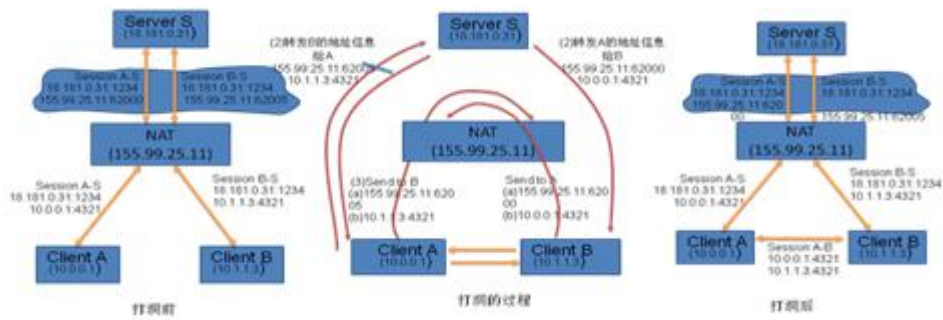 Server S
(18.181.0.31)
Session A-S
18.181.0.31:1234
155.99.25.11:62000
Session B-S
18.181.0.31:1234
155.99.25.11:62005
NAT
(155.99.25.11)
Session A-S
18.181.0.31:1234
10.0.0.1:4321
Session B-S
18.181.0.31:1234
10.1.1.3:4321
Client A
(10.0.0.1)
Client B
(10.1.1.3)
打洞前
Server S
(18.181.0.31)
(2)转发B的地址信息
给A
155.99.25.11:62005
10.1.1.3:4321
(2)转发A的地址信息
给B
155.99.25.11:62000
10.0.0.1:4321
NAT
(155.99.25.11)
(3)Send to B
(a)155.99.25.11:620
05
(b)10.1.1.3:4321
Send to A
(a)155.99.25.11:620
00
(b)10.0.0.1:4321
Client A
(10.0.0.1)
Client B
(10.1.1.3)
打洞的过程
Server S
(18.181.0.31)
Session A-S
18.181.0.31:1234
155.99.25.11:620
00
Session B-S
18.181.0.31:1234
155.99.25.11:62005
NAT
(155.99.25.11)
Session A-S
18.181.0.31:1234
10.0.0.1:4321
Session B-S
18.181.0.31:1234
10.1.1.3:4321
Client A
(10.0.0.1)
Client B
(10.1.1.3)
Session A-B
10.0.0.1:4321
10.1.1.3:4321
打洞后